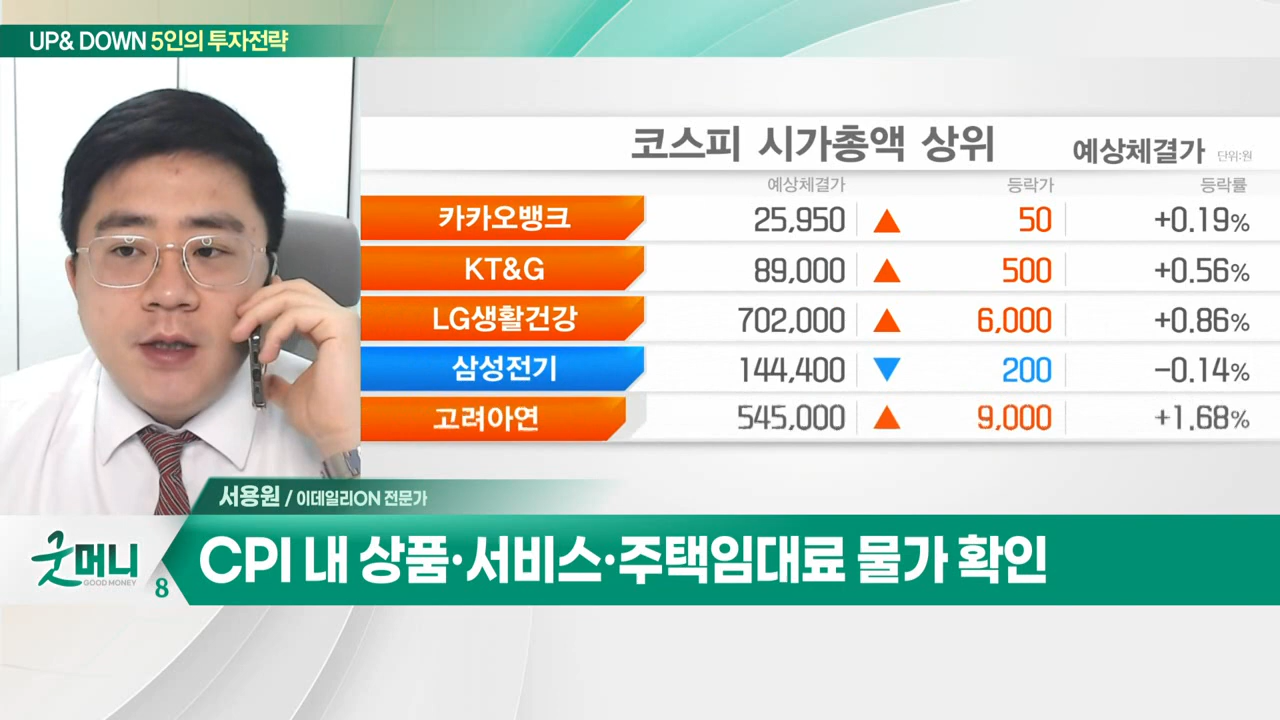 UP& DOWN 5인의 투자전략
코스피 시가총액 상위 예상체결가 단위:원
예상체결가 등락가 등락률
카카오뱅크 25,950 ▲ 50 +0.19%
KT&G 89,000 ▲ 500 +0.56%
LG생활건강 702,000 ▲ 6,000 +0.86%
삼성전기 144,400 ▼ 200 -0.14%
고려아연 545,000 ▲ 9,000 +1.68%
서용원 / 이데일리ON 전문가
굿머니
GOOD MONEY
8
CPI 내 상품·서비스·주택임대료 물가 확인